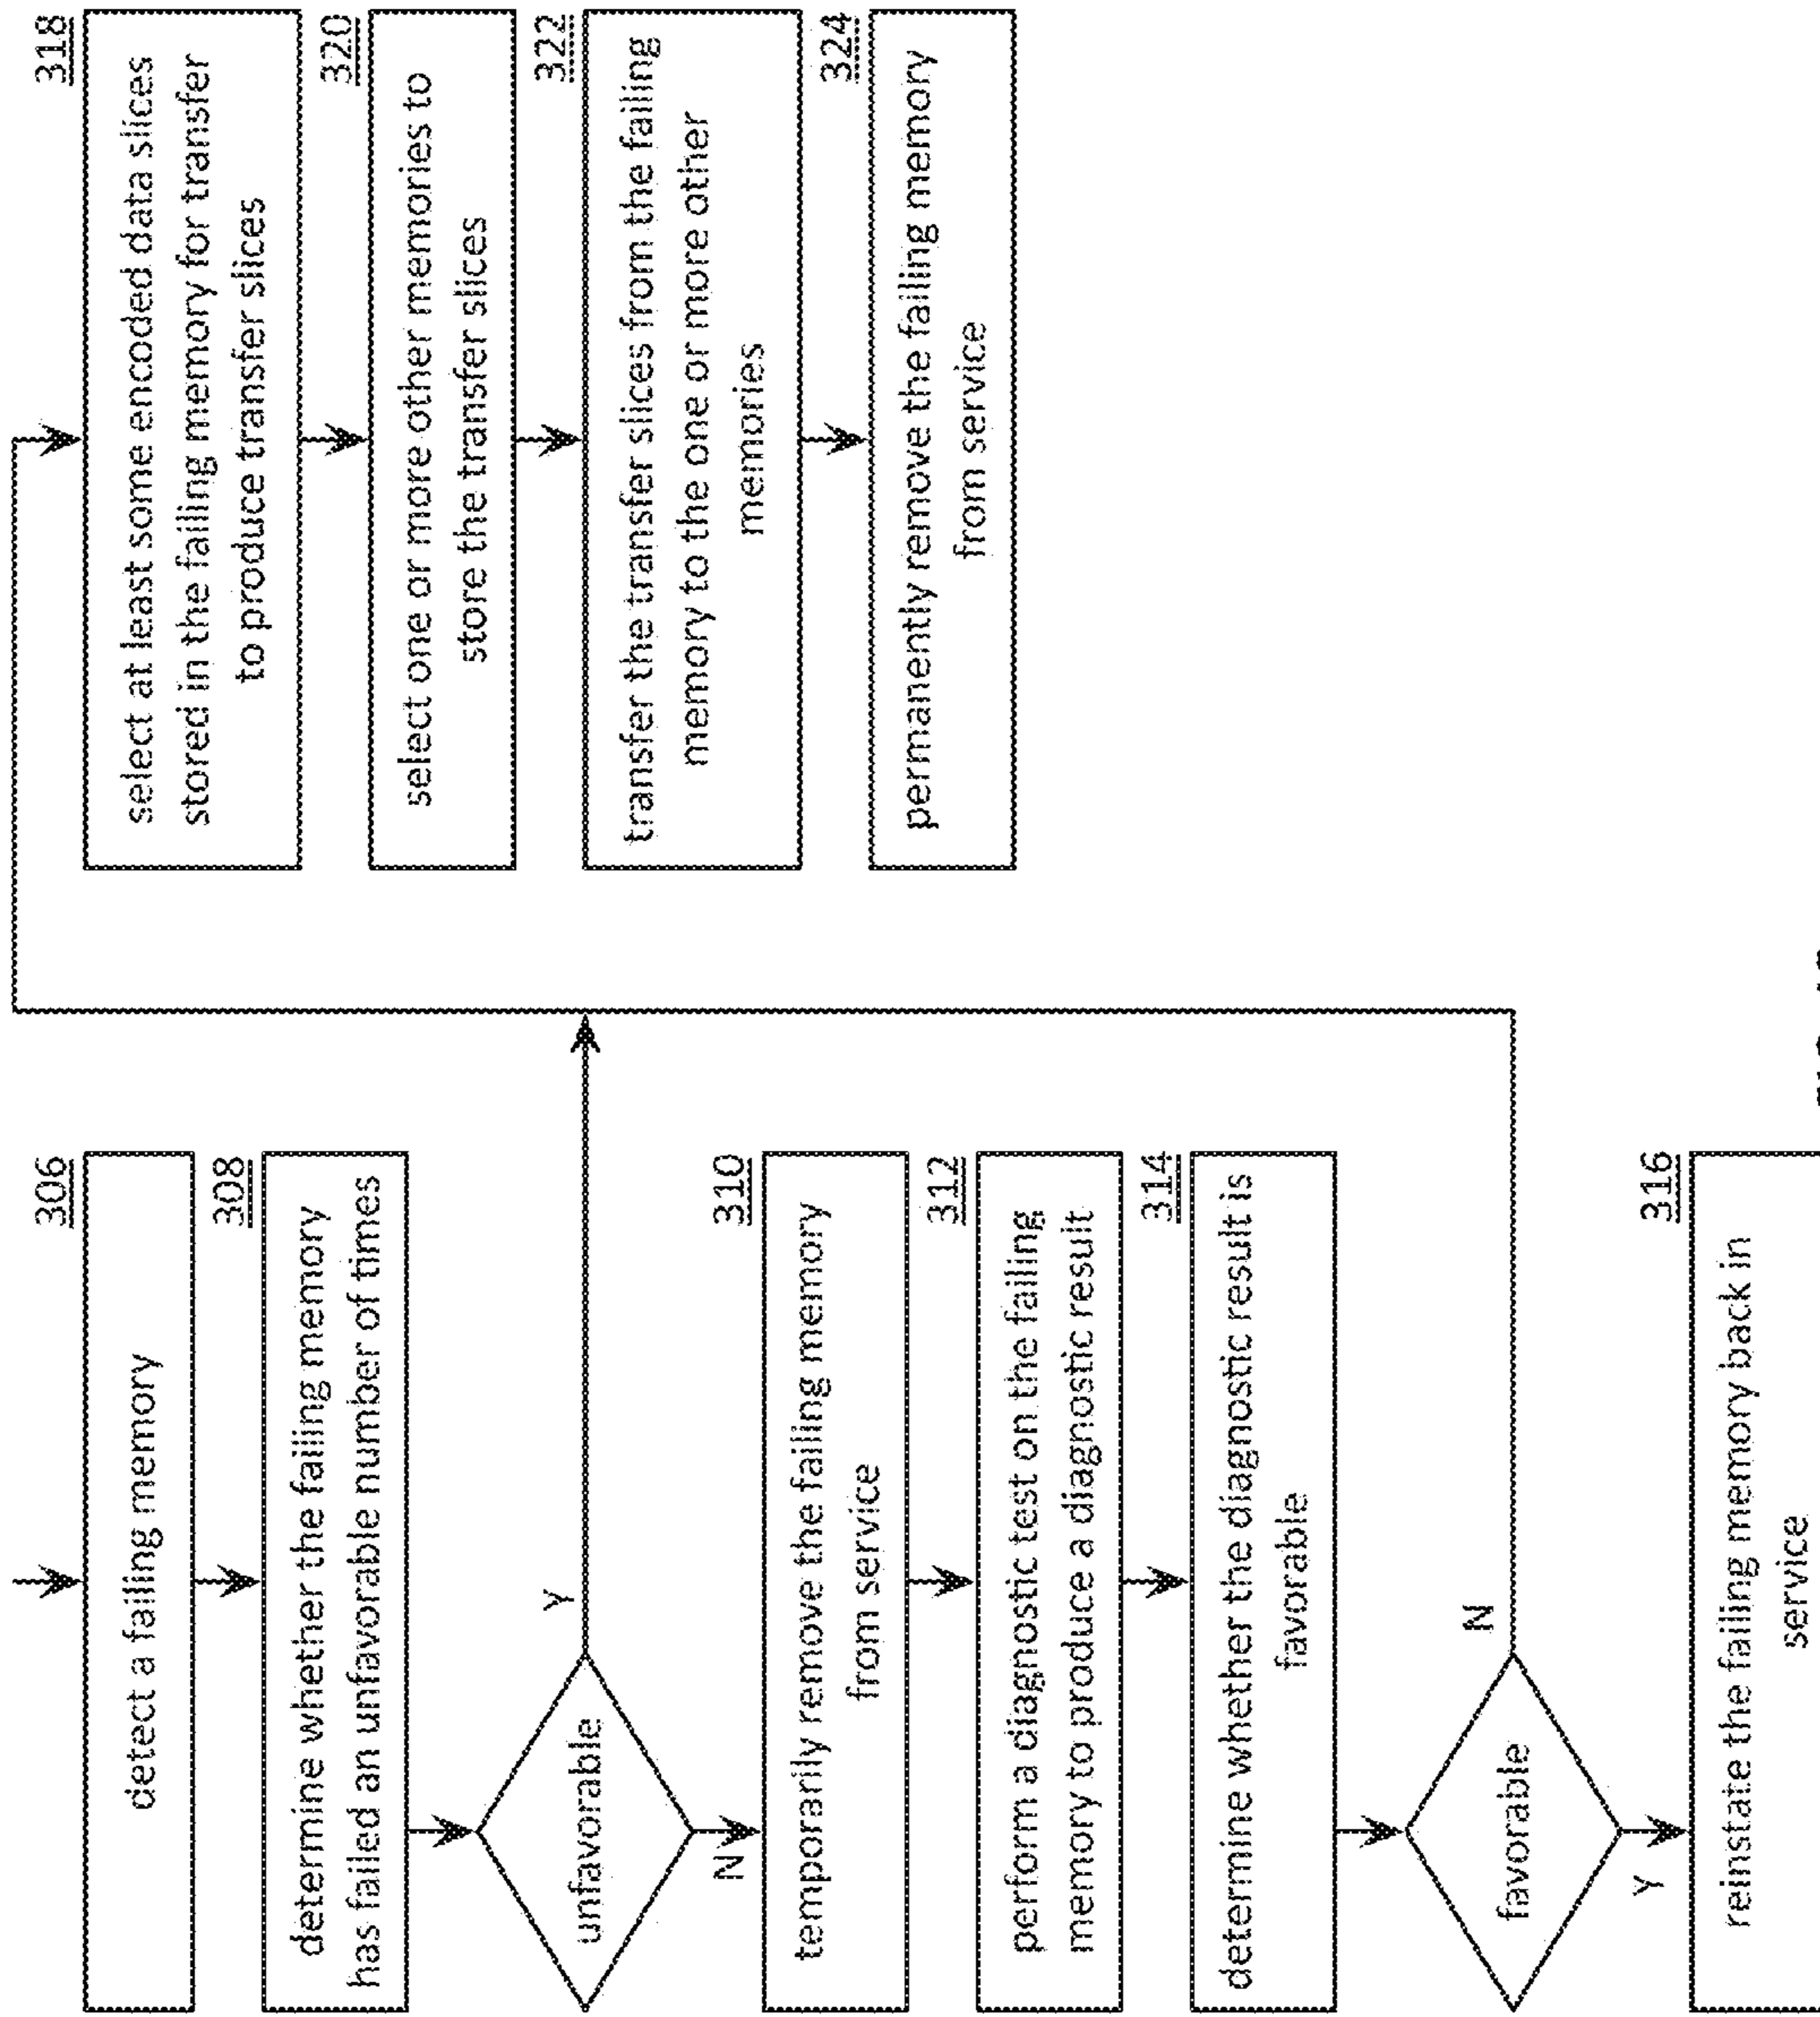 306
detect a failing memory
308
determine whether the failing memory
has failed an unfavorable number of times
unfavorable
Y
N
310
temporarily remove the failing memory
from service
312
perform a diagnostic test on the failing
memory to produce a diagnostic result
314
determine whether the diagnostic result is
favorable
favorable
N
Y
316
reinstate the failing memory back in
service
318
select at least some encoded data slices
stored in the failing memory for transfer
to produce transfer slices
320
select one or more other memories to
store the transfer slices
322
transfer the transfer slices from the failing
memory to the one or more other
memories
324
permanently remove the failing memory
from service